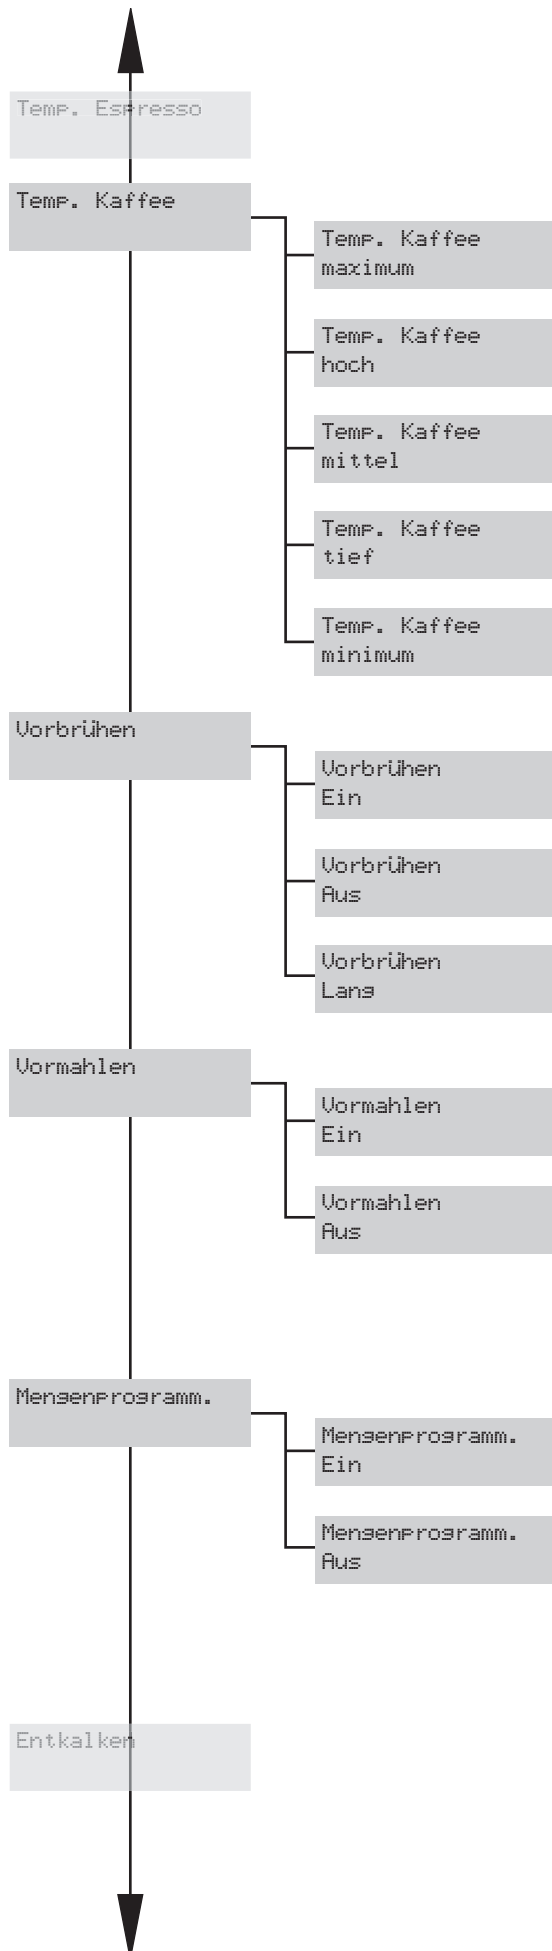 Temp. Espresso
Temp. Kaffee
Temp. Kaffee
maximum
Temp. Kaffee
hoch
Temp. Kaffee
mittel
Temp. Kaffee
tief
Temp. Kaffee
minimum
Vorbrühen
Vorbrühen
Ein
Vorbrühen
Aus
Vorbrühen
Lang
Vormahlen
Vormahlen
Ein
Vormahlen
Aus
Mengenprogramm.
Mengenprogramm.
Ein
Mengenprogramm.
Aus
Entkalken